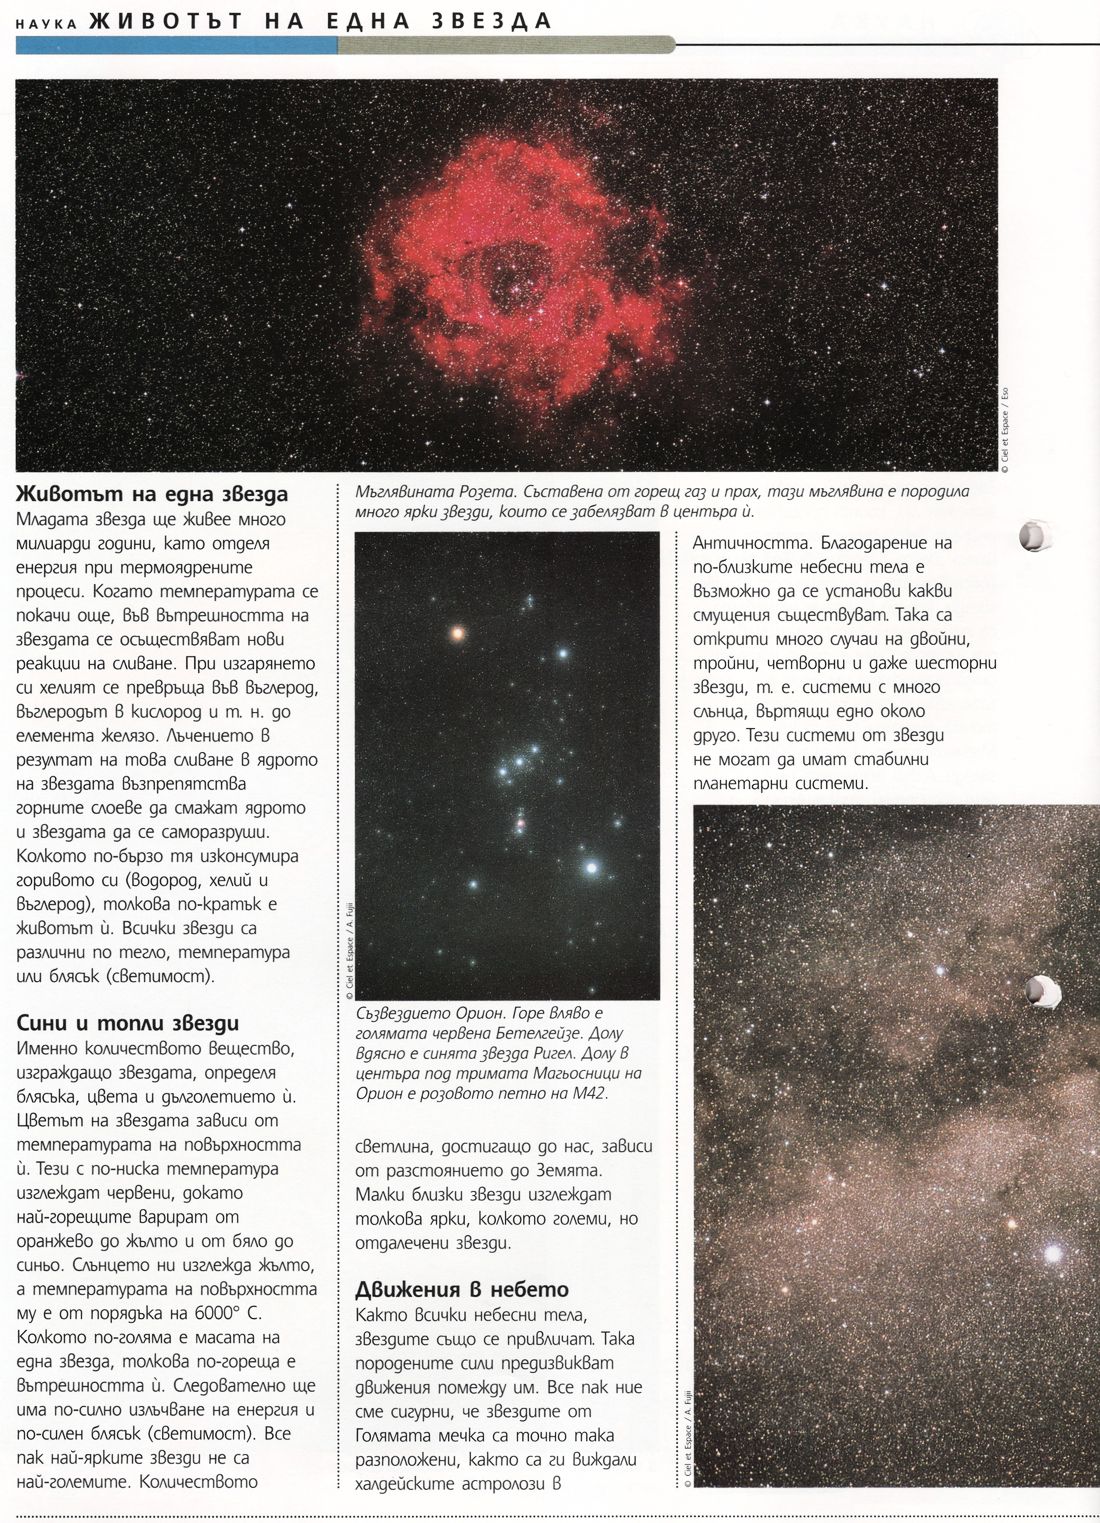 НАУКА ЖИВОТЪТ НА ЕДНА ЗВЕЗДА
© Ciel et Espace / Eso
Животът на една звезда
Младата звезда ще живее много
милиарди години, като отделя
енергия при термоядрените
процеси. Когато температурата се
покачи още, във вътрешността на
звездата се осъществяват нови
реакции на сливане. При изгарянето
си хелият се превръща във въглерод,
въглеродът в кислород и т. н. до
елемента желязо. Лъчението в
резултат на това сливане в ядрото
на звездата възпрепятства
горните слоеве да смажат ядрото
и звездата да се саморазруши.
Колкото по-бързо тя изконсумира
горивото си (водород, хелий и
въглерод), толкова по-кратък е
животът ѝ. Всички звезди са
различни по тегло, температура
или блясък (светимост).
Сини и топли звезди
Именно количеството вещество,
изграждащо звездата, определя
блясъка, цвета и дълголетието ѝ.
Цветът на звездата зависи от
температурата на повърхността
ѝ. Тези с по-ниска температура
изглеждат червени, докато
най-горещите варират от
оранжево до жълто и от бяло до
синьо. Слънцето ни изглежда жълто,
а температурата на повърхността
му е от порядъка на 6000° С.
Колкото по-голяма е масата на
една звезда, толкова по-гореща е
вътрешността ѝ. Следователно ще
има по-силно излъчване на енергия и
по-силен блясък (светимост). Все
пак най-ярките звезди не са
най-големите. Количеството
Мъглявината Розета. Съставена от горещ газ и прах, тази мъглявина е породила
много ярки звезди, които се забелязват в центъра ѝ.
© Ciel et Espace / A. Fujii
Съзвездието Орион. Горе вляво е
голямата червена Бетелгейзе. Долу
вдясно е синята звезда Ригел. Долу в
центъра под тримата Магьосници на
Орион е розовото петно на М42.
светлина, достигащо до нас, зависи
от разстоянието до Земята.
Малки близки звезди изглеждат
толкова ярки, колкото големи, но
отдалечени звезди.
Движения в небето
Както всички небесни тела,
звездите също се привличат. Така
породените сили предизвикват
движения помежду им. Все пак ние
сме сигурни, че звездите от
Голямата мечка са точно така
разположени, както са ги виждали
халдейските астролози в
Античността. Благодарение на
по-близките небесни тела е
възможно да се установи какви
смущения съществуват. Така са
открити много случаи на двойни,
тройни, четворни и даже шесторни
звезди, т. е. системи с много
слънца, въртящи едно около
друго. Тези системи от звезди
не могат да имат стабилни
планетарни системи.
© Ciel et Espace / A. Fujii